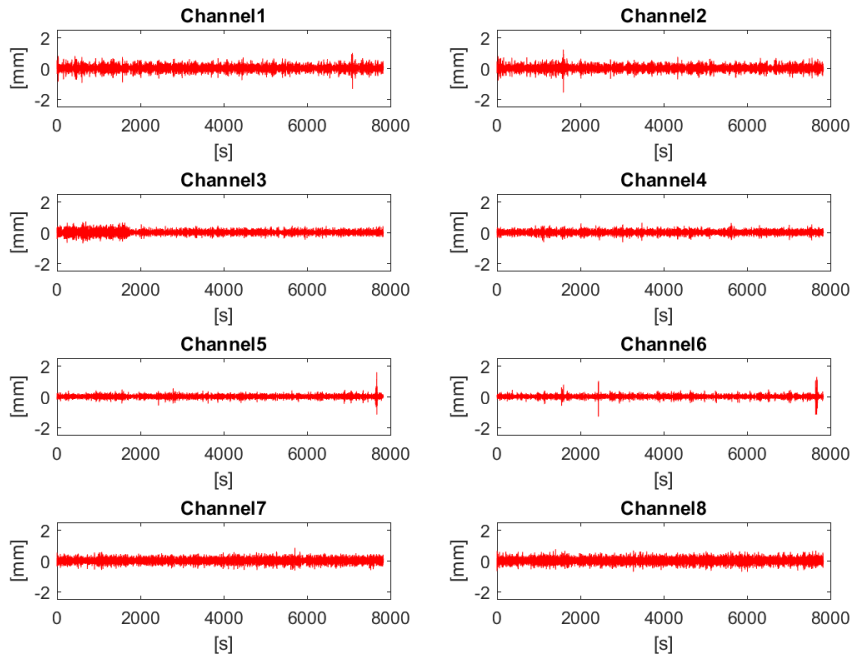 Channel1 Channel2
2 2
[mm] 0 [mm] 0
-2 -2
0 2000 4000 6000 8000 0 2000 4000 6000 8000
[s] [s]
Channel3 Channel4
2 2
[mm] 0 [mm] 0
-2 -2
0 2000 4000 6000 8000 0 2000 4000 6000 8000
[s] [s]
Channel5 Channel6
2 2
[mm] 0 [mm] 0
-2 -2
0 2000 4000 6000 8000 0 2000 4000 6000 8000
[s] [s]
Channel7 Channel8
2 2
[mm] 0 [mm] 0
-2 -2
0 2000 4000 6000 8000 0 2000 4000 6000 8000
[s] [s]